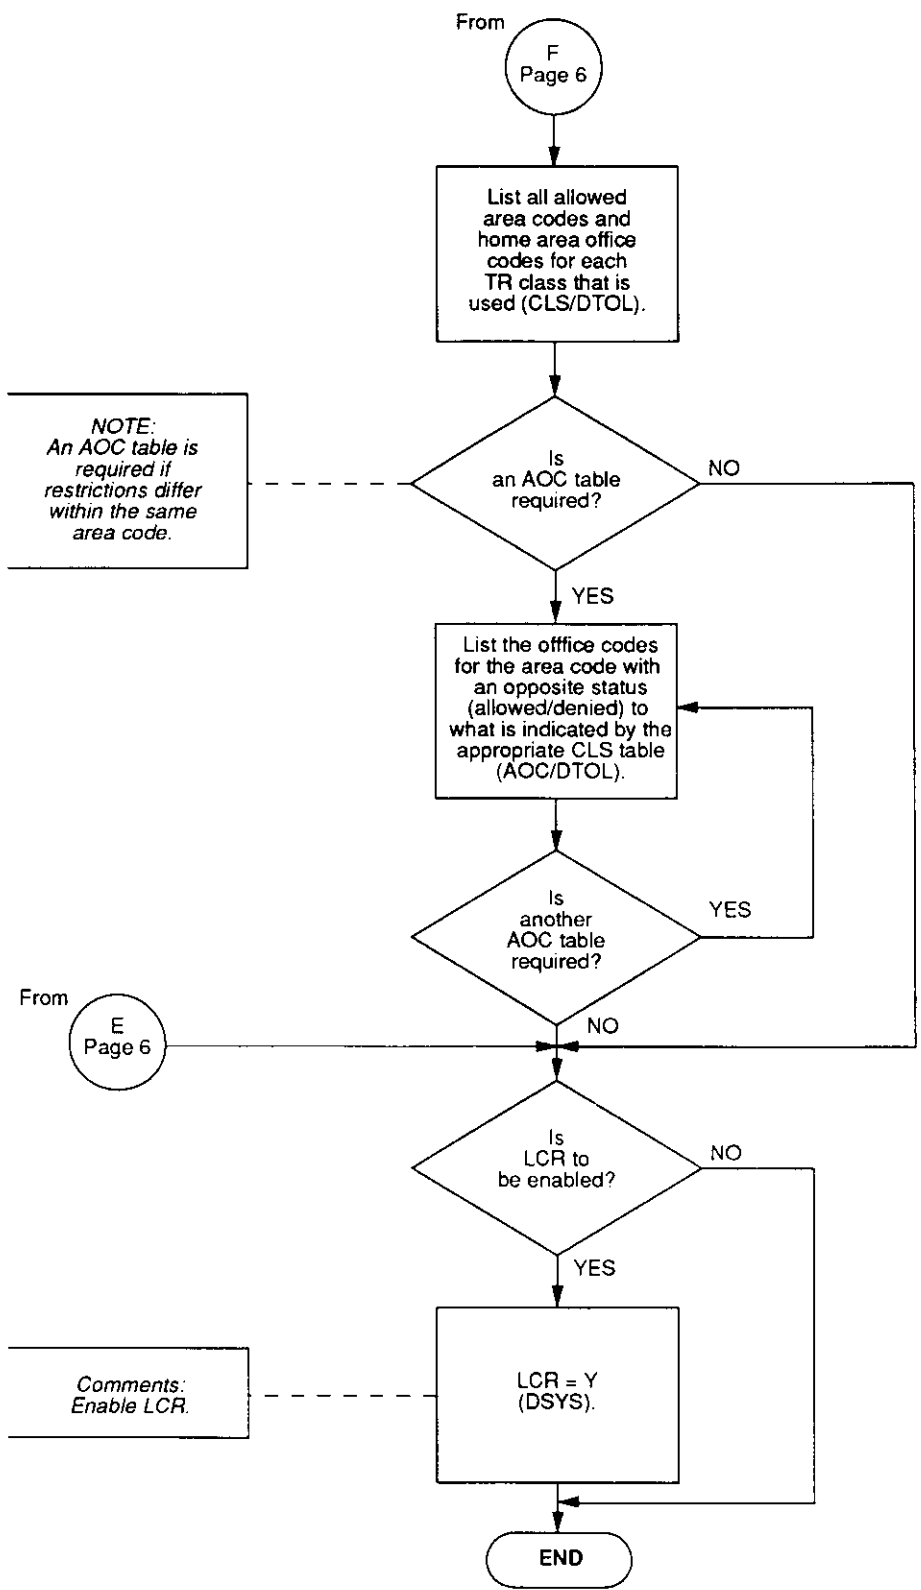 From
F
Page 6
List all allowed
area codes and
home area office
codes for each
TR class that is
used (CLS/DTOL).
NOTE:
An AOC table is
required if
restrictions differ
within the same
area code.
Is
an AOC table
required?
NO
YES
List the offfice codes
for the area code with
an opposite status
(allowed/denied) to
what is indicated by the
appropriate CLS table
(AOC/DTOL).
Is
another
AOC table
required?
YES
NO
From
E
Page 6
Is
LCR to
be enabled?
NO
YES
Comments:
Enable LCR.
LCR = Y
(DSYS).
END